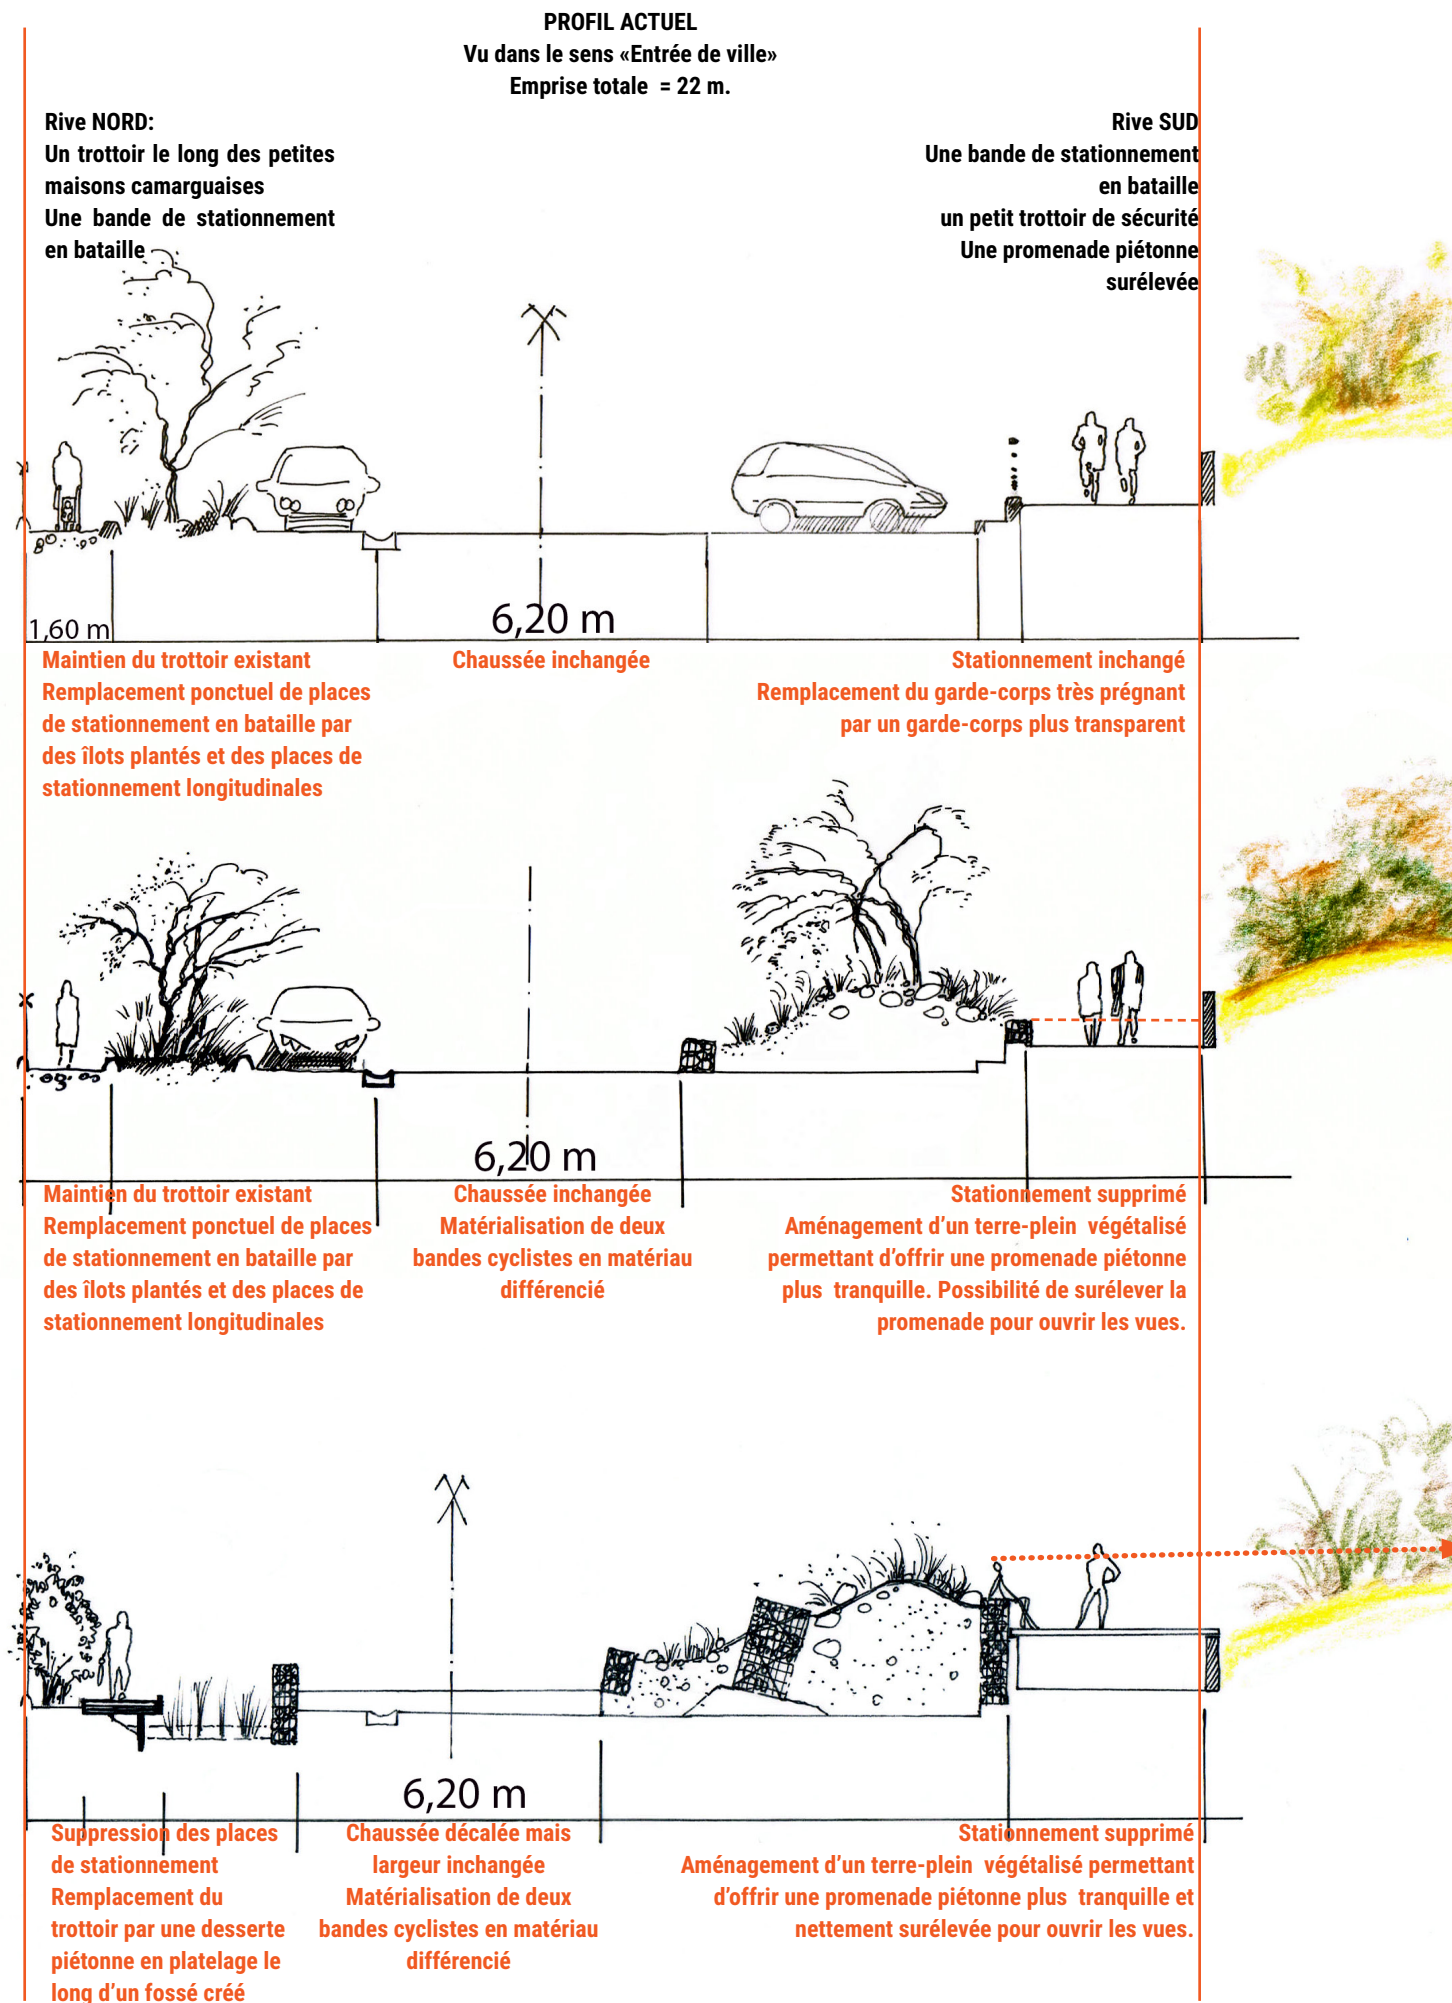 PROFIL ACTUEL
Vu dans le sens «Entrée de ville»
Emprise totale = 22 m.
Rive NORD:
Un trottoir le long des petites
maisons camarguaises
Une bande de stationnement
en bataille
Rive SUD
Une bande de stationnement
en bataille
un petit trottoir de sécurité
Une promenade piétonne
surélevée
1,60 m
6,20 m
Maintien du trottoir existant
Remplacement ponctuel de places
de stationnement en bataille par
des îlots plantés et des places de
stationnement longitudinales
Chaussée inchangée
Stationnement inchangé
Remplacement du garde-corps très prégnant
par un garde-corps plus transparent
6,20 m
Maintien du trottoir existant
Remplacement ponctuel de places
de stationnement en bataille par
des îlots plantés et des places de
stationnement longitudinales
Chaussée inchangée
Matérialisation de deux
bandes cyclistes en matériau
différencié
Stationnement supprimé
Aménagement d’un terre-plein végétalisé
permettant d’offrir une promenade piétonne
plus tranquille. Possibilité de surélever la
promenade pour ouvrir les vues.
6,20 m
Suppression des places
de stationnement
Remplacement du
trottoir par une desserte
piétonne en platelage le
long d’un fossé créé
Chaussée décalée mais
largeur inchangée
Matérialisation de deux
bandes cyclistes en matériau
différencié
Stationnement supprimé
Aménagement d’un terre-plein végétalisé permettant
d’offrir une promenade piétonne plus tranquille et
nettement surélevée pour ouvrir les vues.